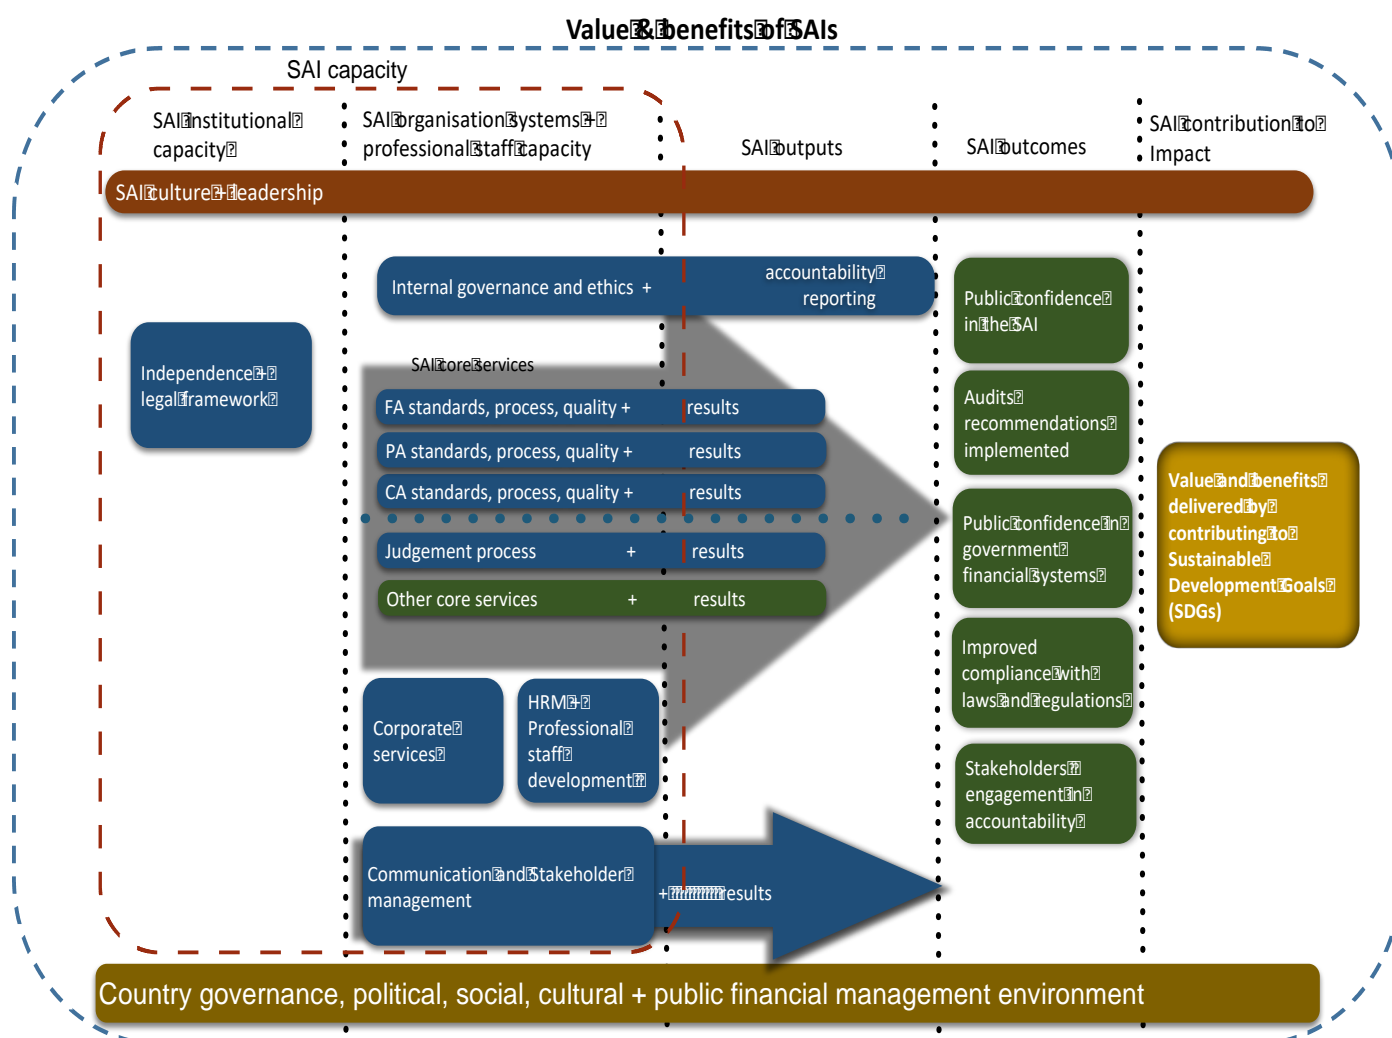 Value & benefits of SAIs
SAI capacity
SAI institutional
capacity
SAI organisation systems +
professional staff capacity
SAI outputs
SAI outcomes
SAI contribution to
Impact
SAI culture + leadership
Internal governance and ethics +
accountability
reporting
Independence +
legal framework
SAI core services
FA standards, process, quality + results
PA standards, process, quality + results
CA standards, process, quality + results
Judgement process + results
Other core services + results
Corporate
services
HRM +
Professional
staff
development
Communication and Stakeholder
management
+ results
Public confidence
in the SAI
Audits
recommendations
implemented
Public confidence in
government
financial systems
Improved
compliance with
laws and regulations
Stakeholders
engagement in
accountability
Value and benefits
delivered by
contributing to
Sustainable
Development Goals
(SDGs)
Country governance, political, social, cultural + public financial management environment